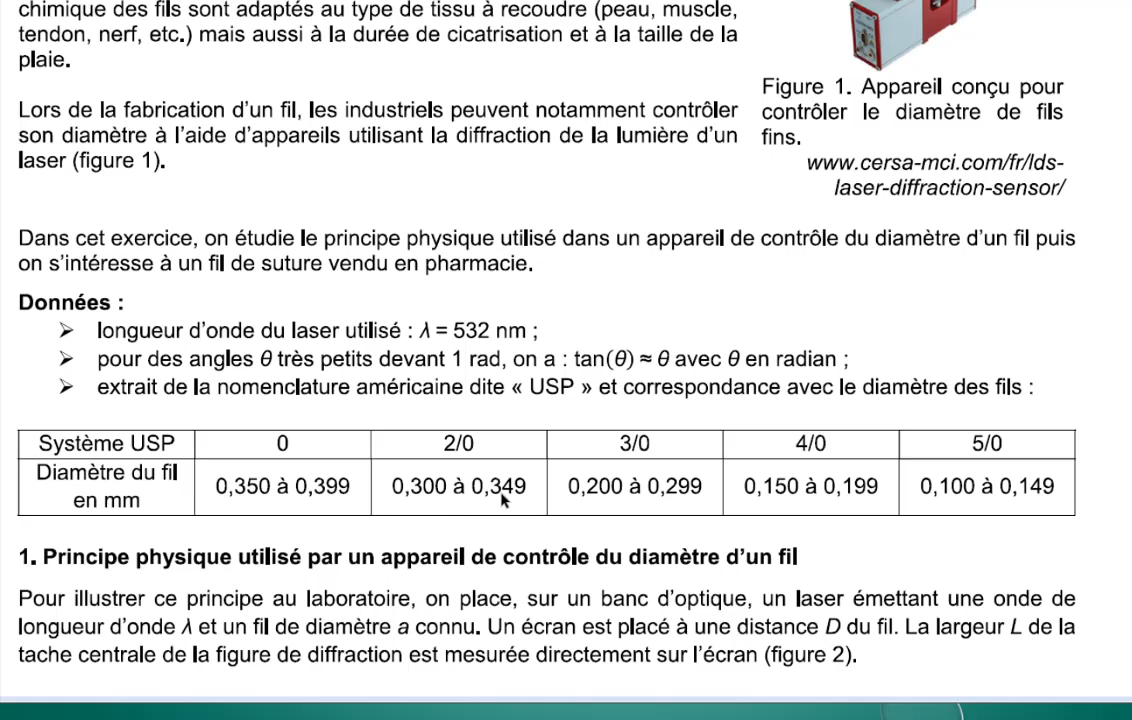 chimique des fils sont adaptés au type de tissu à recoudre (peau, muscle,
tendon, nerf, etc.) mais aussi à la durée de cicatrisation et à la taille de la
plaie.
Lors de la fabrication d'un fil, les industriels peuvent notamment contrôler
son diamètre à l'aide d'appareils utilisant la diffraction de la lumière d'un
laser (figure 1).
Figure 1. Appareil conçu pour
contrôler le diamètre de fils
fins.
www.cersa-mci.com/fr/lds-
laser-diffraction-sensor/
Dans cet exercice, on étudie le principe physique utilisé dans un appareil de contrôle du diamètre d'un fil puis
on s'intéresse à un fil de suture vendu en pharmacie.
Données :
➢ longueur d'onde du laser utilisé : λ = 532 nm ;
➢ pour des angles θ très petits devant 1 rad, on a : tan(θ) ≈ θ avec θ en radian ;
➢ extrait de la nomenclature américaine dite « USP » et correspondance avec le diamètre des fils :
Système USP 0 2/0 3/0 4/0 5/0
Diamètre du fil
en mm 0,350 à 0,399 0,300 à 0,349 0,200 à 0,299 0,150 à 0,199 0,100 à 0,149
1. Principe physique utilisé par un appareil de contrôle du diamètre d'un fil
Pour illustrer ce principe au laboratoire, on place, sur un banc d'optique, un laser émettant une onde de
longueur d'onde λ et un fil de diamètre a connu. Un écran est placé à une distance D du fil. La largeur L de la
tache centrale de la figure de diffraction est mesurée directement sur l'écran (figure 2).